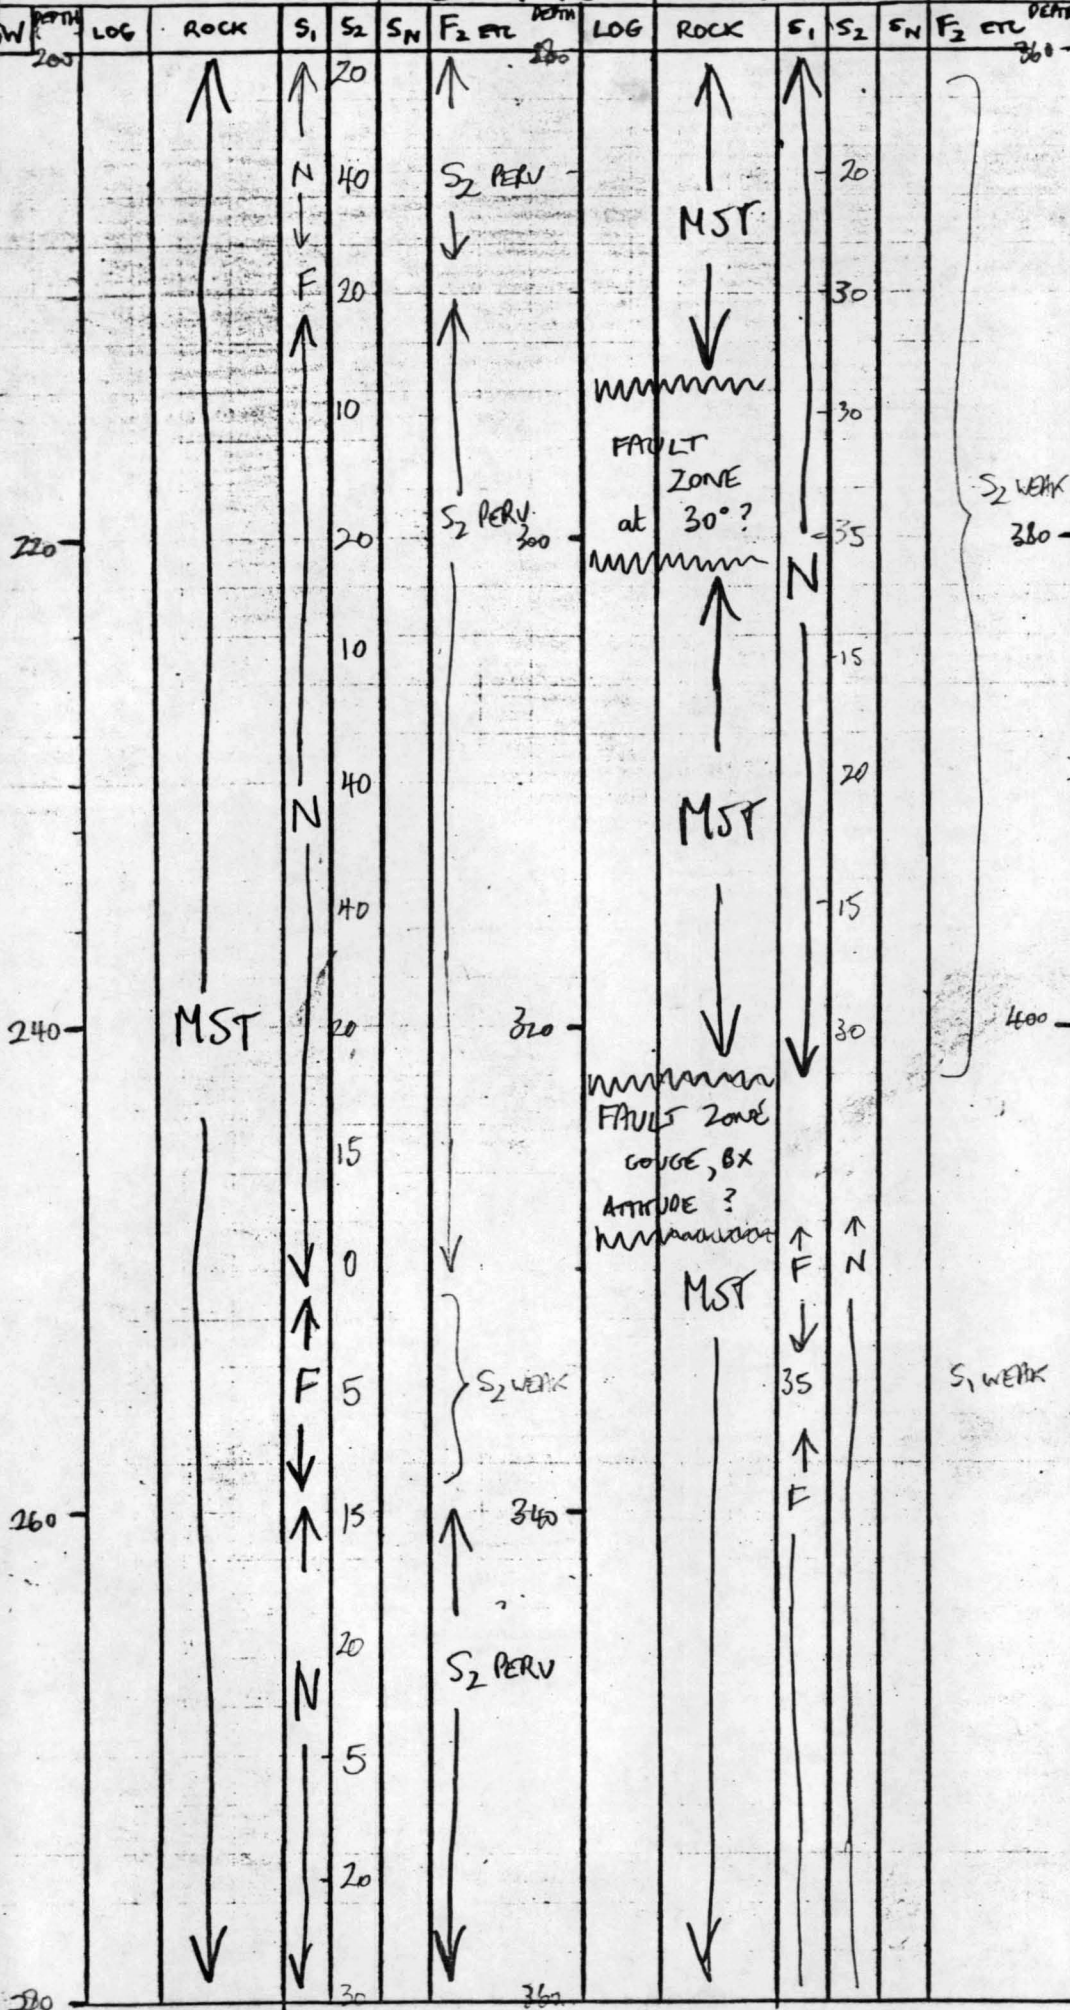 W DEPTH LOG ROCK S₁ S₂ S_N F₂ ETC DEPTH LOG ROCK S₁ S₂ S_N F₂ ETC DEPTH
200 20 280 360
N 40 S₂ PERV 20
MST
F 20 30
10 30
FAULT
ZONE
S₂ WEAK
S₂ PERV. at 30°?
220 20 300 35 380
N
10 15
40 20
N MST
40 15
240 MST 20 320 30 400
FAULT ZONE
15 GOUGE, BX
ATTITUDE ?
0 F N
MST
F 5 S₂ WEAK 35 S₁ WEAK
F
260 15 340
20
N S₂ PERV
5
20
280 30 360